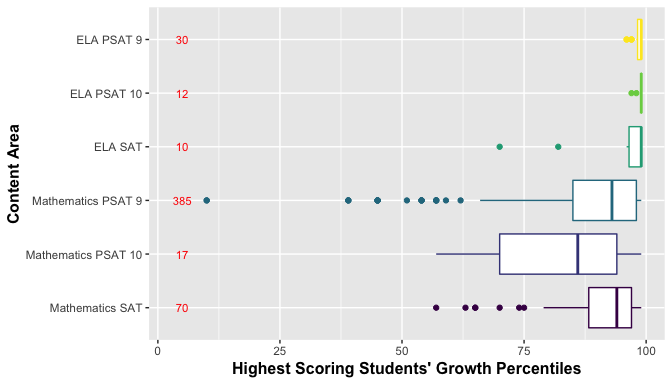 ELA PSAT 9 30
ELA PSAT 10 12
ELA SAT 10
Mathematics PSAT 9 385
Mathematics PSAT 10 17
Mathematics SAT 70
Content Area
0 25 50 75 100
Highest Scoring Students' Growth Percentiles